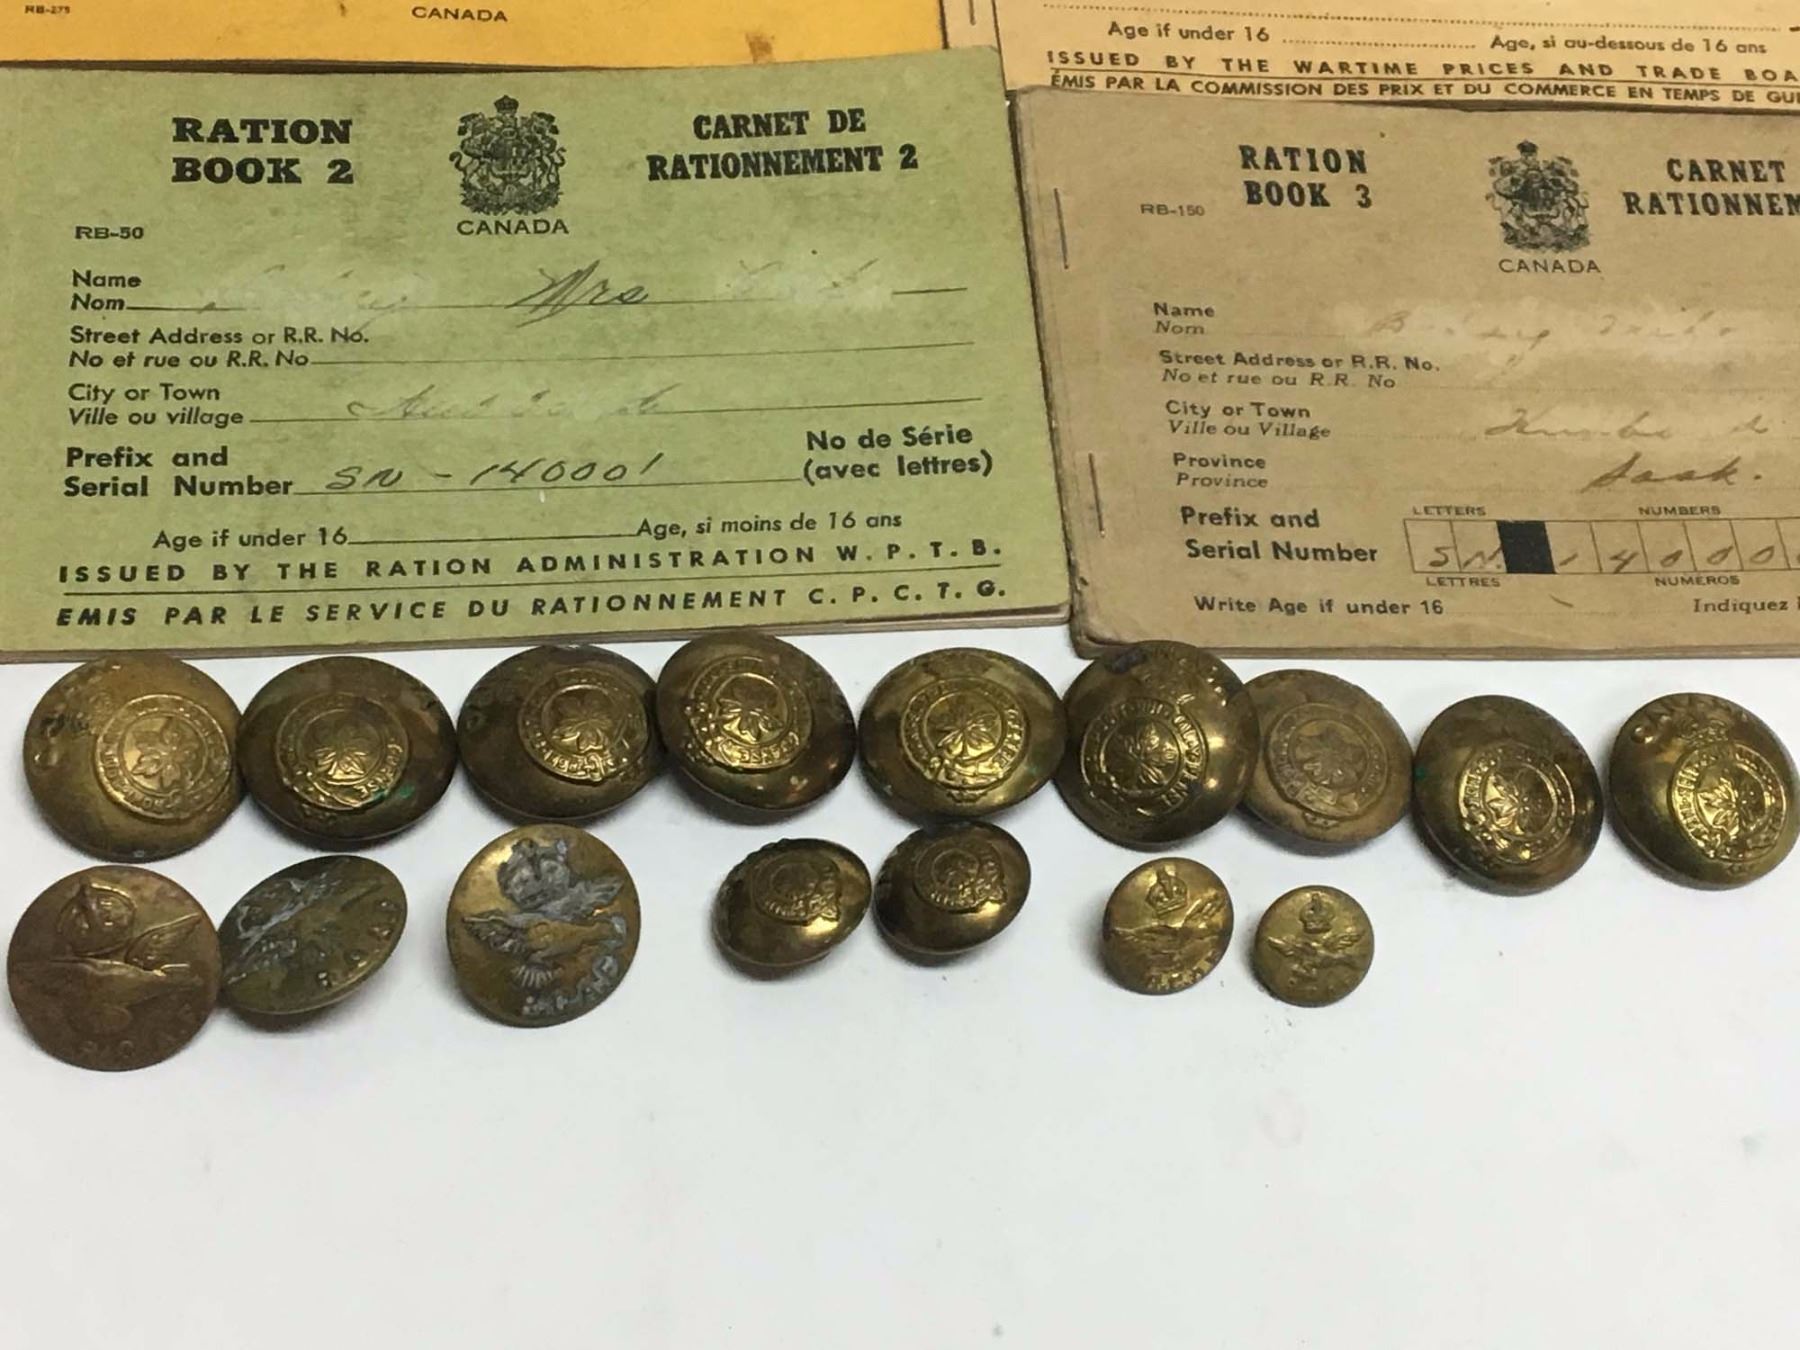 RB-275
CANADA
Age if under 16 Age, si au-dessous de 16 ans
ISSUED BY THE WARTIME PRICES AND TRADE BOA
ÉMIS PAR LA COMMISSION DES PRIX ET DU COMMERCE EN TEMPS DE GU
RATION
BOOK 2
CARNET DE
RATIONNEMENT 2
CANADA
RB-50
Name
Nom Mrs
Street Address or R.R. No.
No et rue ou R.R. No
City or Town
Ville ou village
Prefix and
Serial Number SN-140001
No de Série
(avec lettres)
Age if under 16 Age, si moins de 16 ans
ISSUED BY THE RATION ADMINISTRATION W. P. T. B.
EMIS PAR LE SERVICE DU RATIONNEMENT C. P. C. T. G.
RATION
BOOK 3
CARNET
RATIONNEM
RB-150
CANADA
Name
Nom
Street Address or R.R. No.
No et rue ou R.R. No
City or Town
Ville ou Village
Province
Province Sask.
Prefix and
Serial Number
LETTERS NUMBERS
SN 14000
LETTRES NUMEROS
Write Age if under 16 Indiquez
CANADA